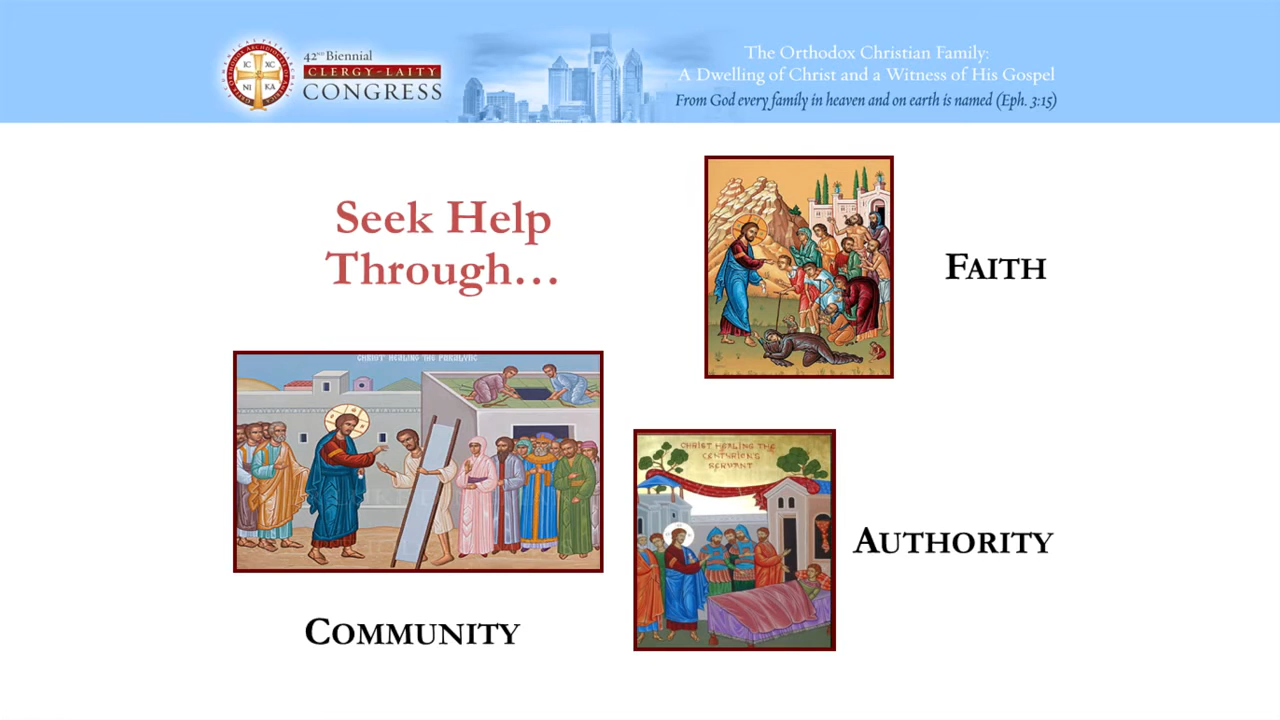 42ND Biennial
CLERGY-LAITY
CONGRESS
IC XC
NI KA
The Orthodox Christian Family:
A Dwelling of Christ and a Witness of His Gospel
From God every family in heaven and on earth is named (Eph. 3:15)
Seek Help
Through…
FAITH
CHRIST HEALING THE PARALYTIC
CHRIST HEALING THE
CENTURION'S
SERVANT
AUTHORITY
COMMUNITY